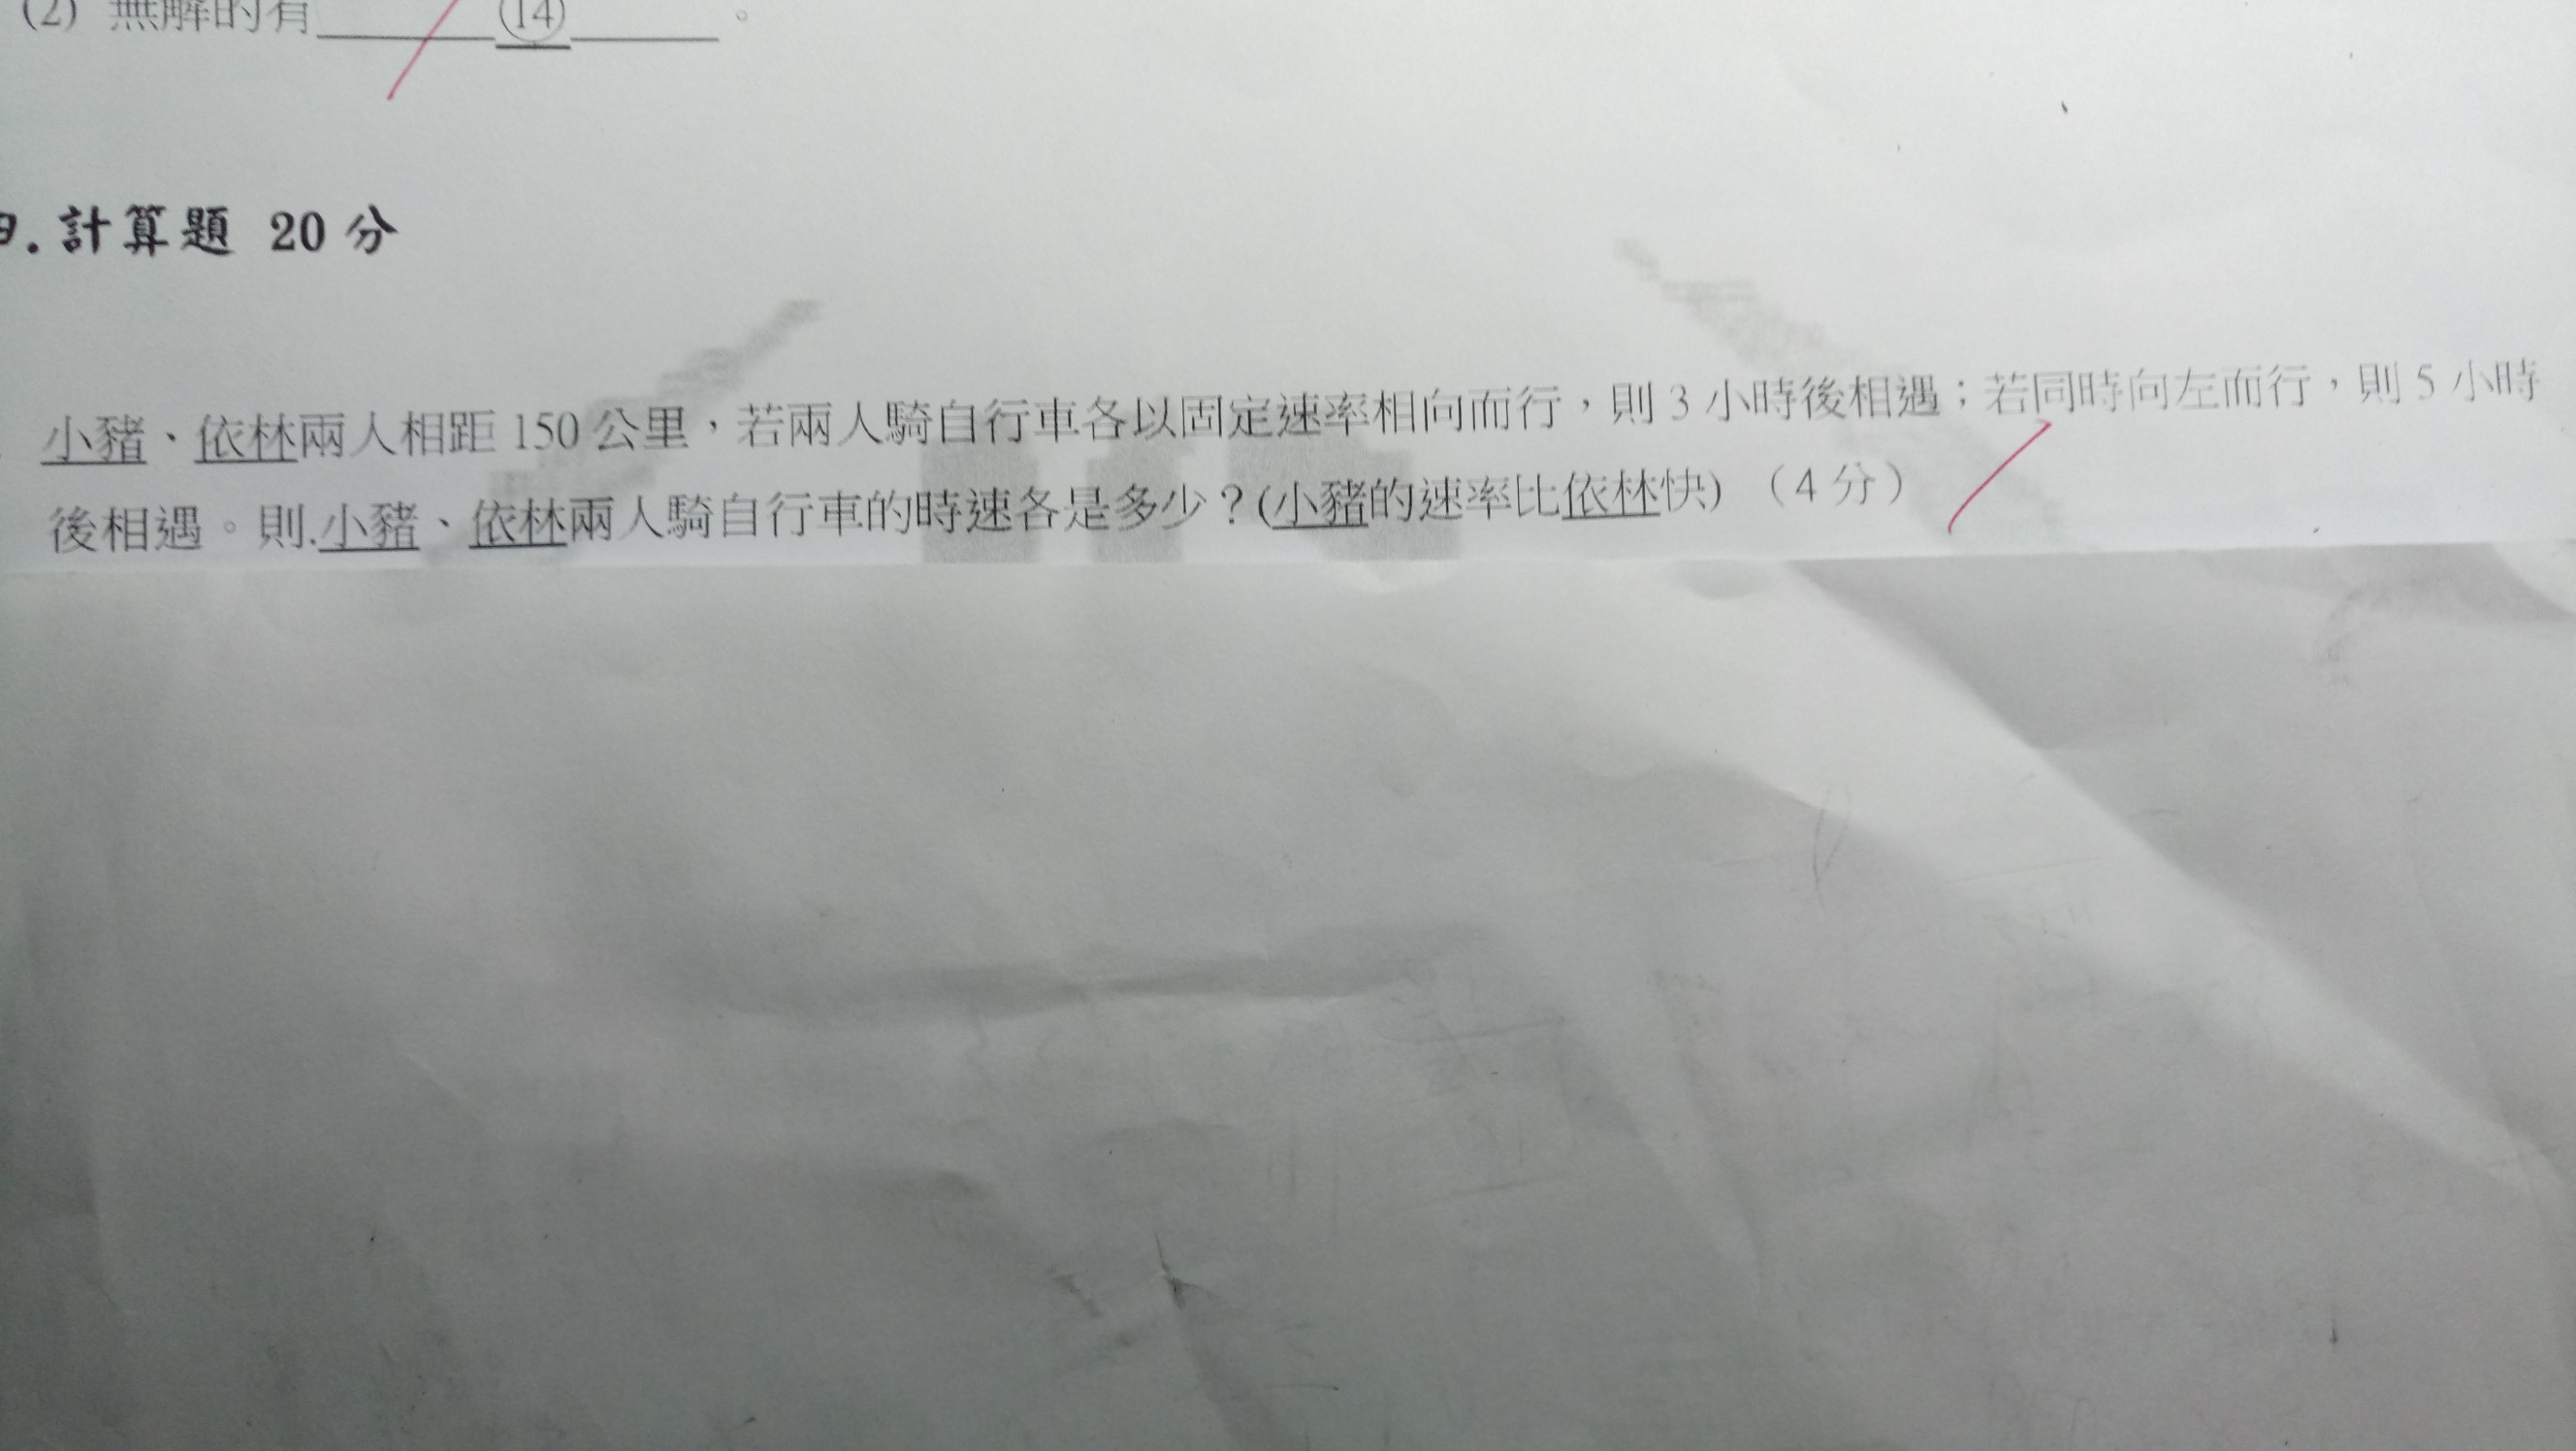 (2) 無解的有 (14) 。
.計算題 20 分
小豬、依林兩人相距 150 公里，若兩人騎自行車各以固定速率相向而行，則 3 小時後相遇；若同時向左而行，則 5 小時
後相遇。則.小豬、依林兩人騎自行車的時速各是多少？(小豬的速率比依林快) （4 分）